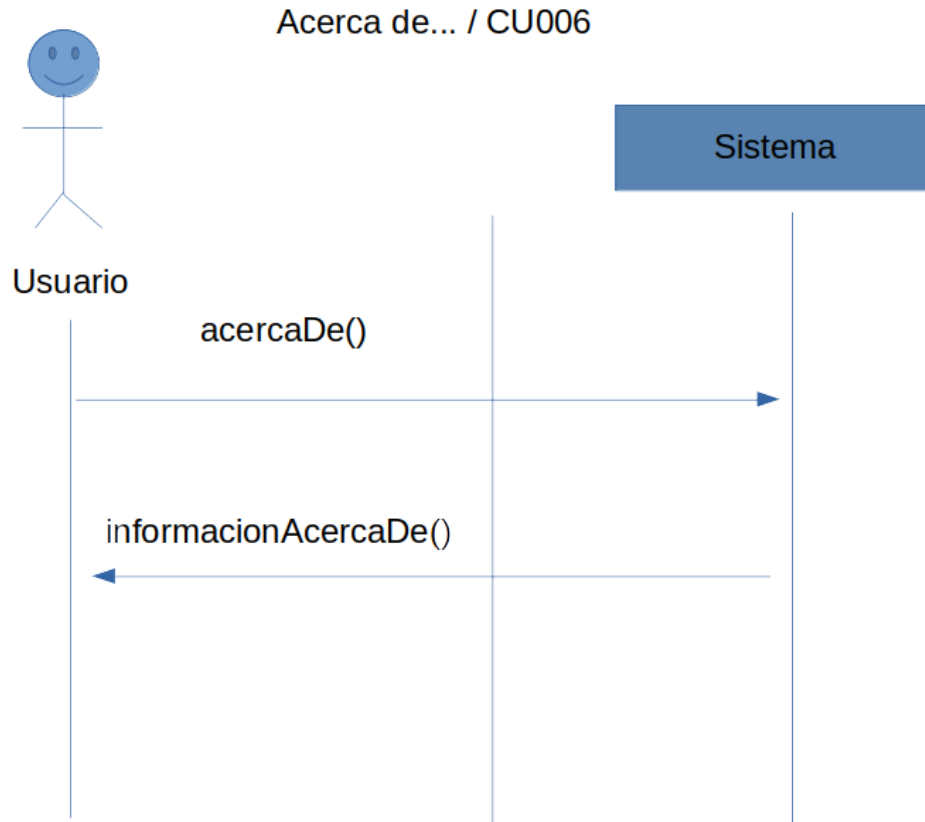 Acerca de... / CU006
Sistema
Usuario
acercaDe()
informacionAcercaDe()